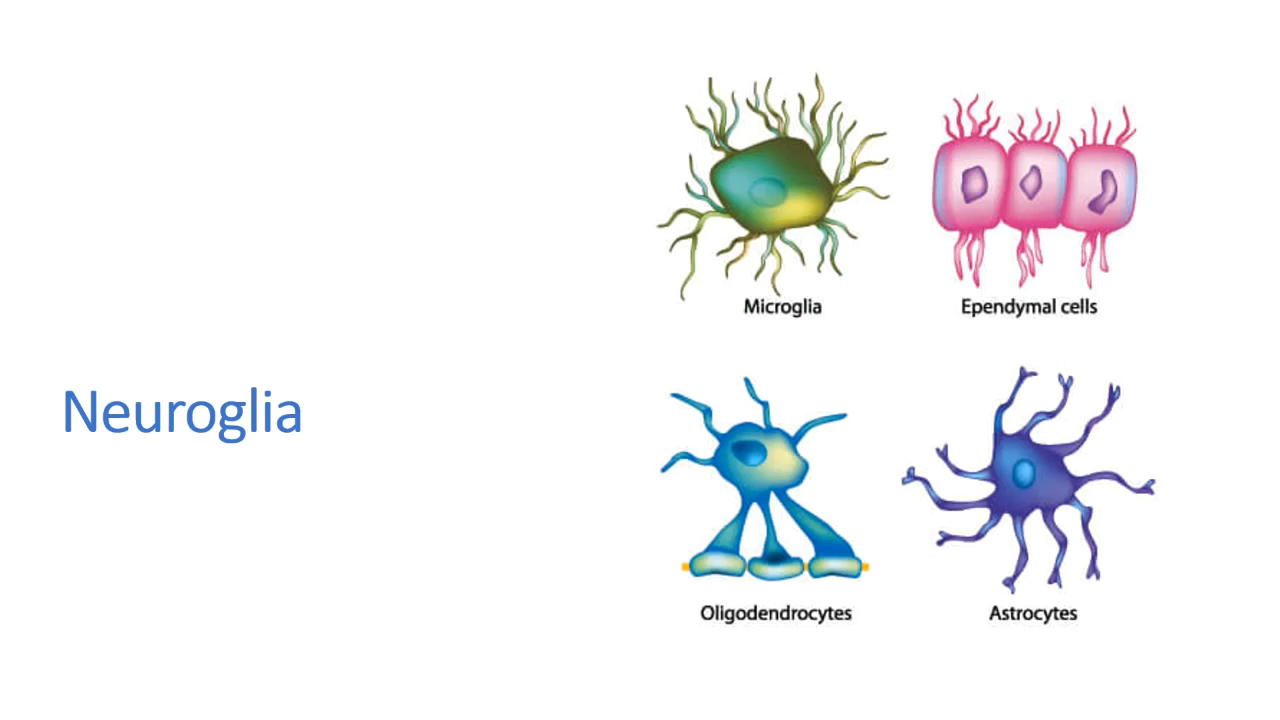 Neuroglia
Microglia
Ependymal cells
Oligodendrocytes
Astrocytes